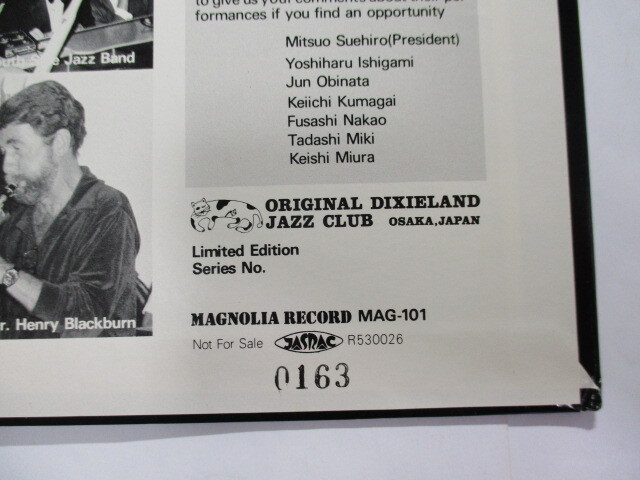 to give us your comments about their per-
formances if you find an opportunity
Mitsuo Suehiro(President)
Yoshiharu Ishigami
Jun Obinata
Keiichi Kumagai
Fusashi Nakao
Tadashi Miki
Keishi Miura
Jazz Band
r. Henry Blackburn
ORIGINAL DIXIELAND
JAZZ CLUB OSAKA,JAPAN
Limited Edition
Series No.
MAGNOLIA RECORD MAG-101
Not For Sale JASRAC R530026
0163